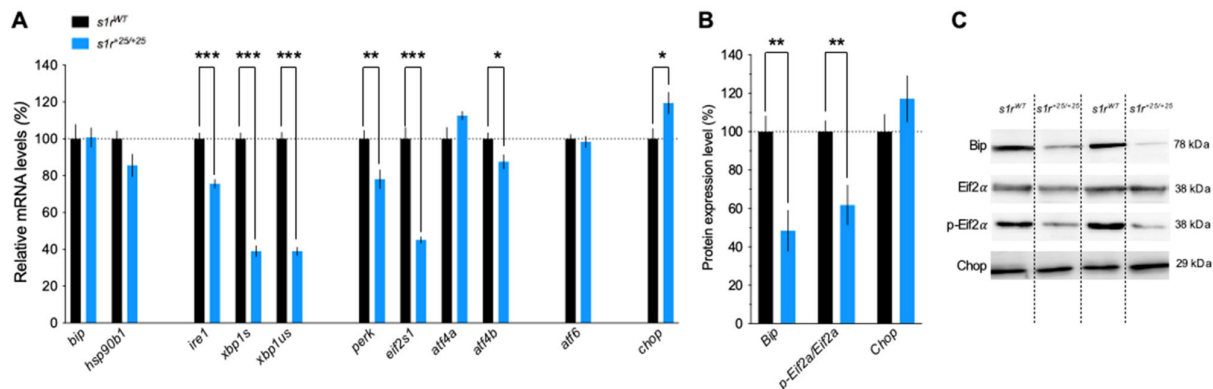 A
s1r^WT
s1r^+25/+25
*** *** *** ** *** * *
Relative mRNA levels (%)
140
120
100
80
60
40
20
0
bip hsp90b1 ire1 xbp1s xbp1us perk eif2s1 atf4a atf4b atf6 chop
B
** **
Protein expression level (%)
140
120
100
80
60
40
20
0
Bip p-Eif2a/Eif2a Chop
C
s1r^WT s1r^+25/+25 s1r^WT s1r^+25/+25
Bip 78 kDa
Eif2α 38 kDa
p-Eif2α 38 kDa
Chop 29 kDa